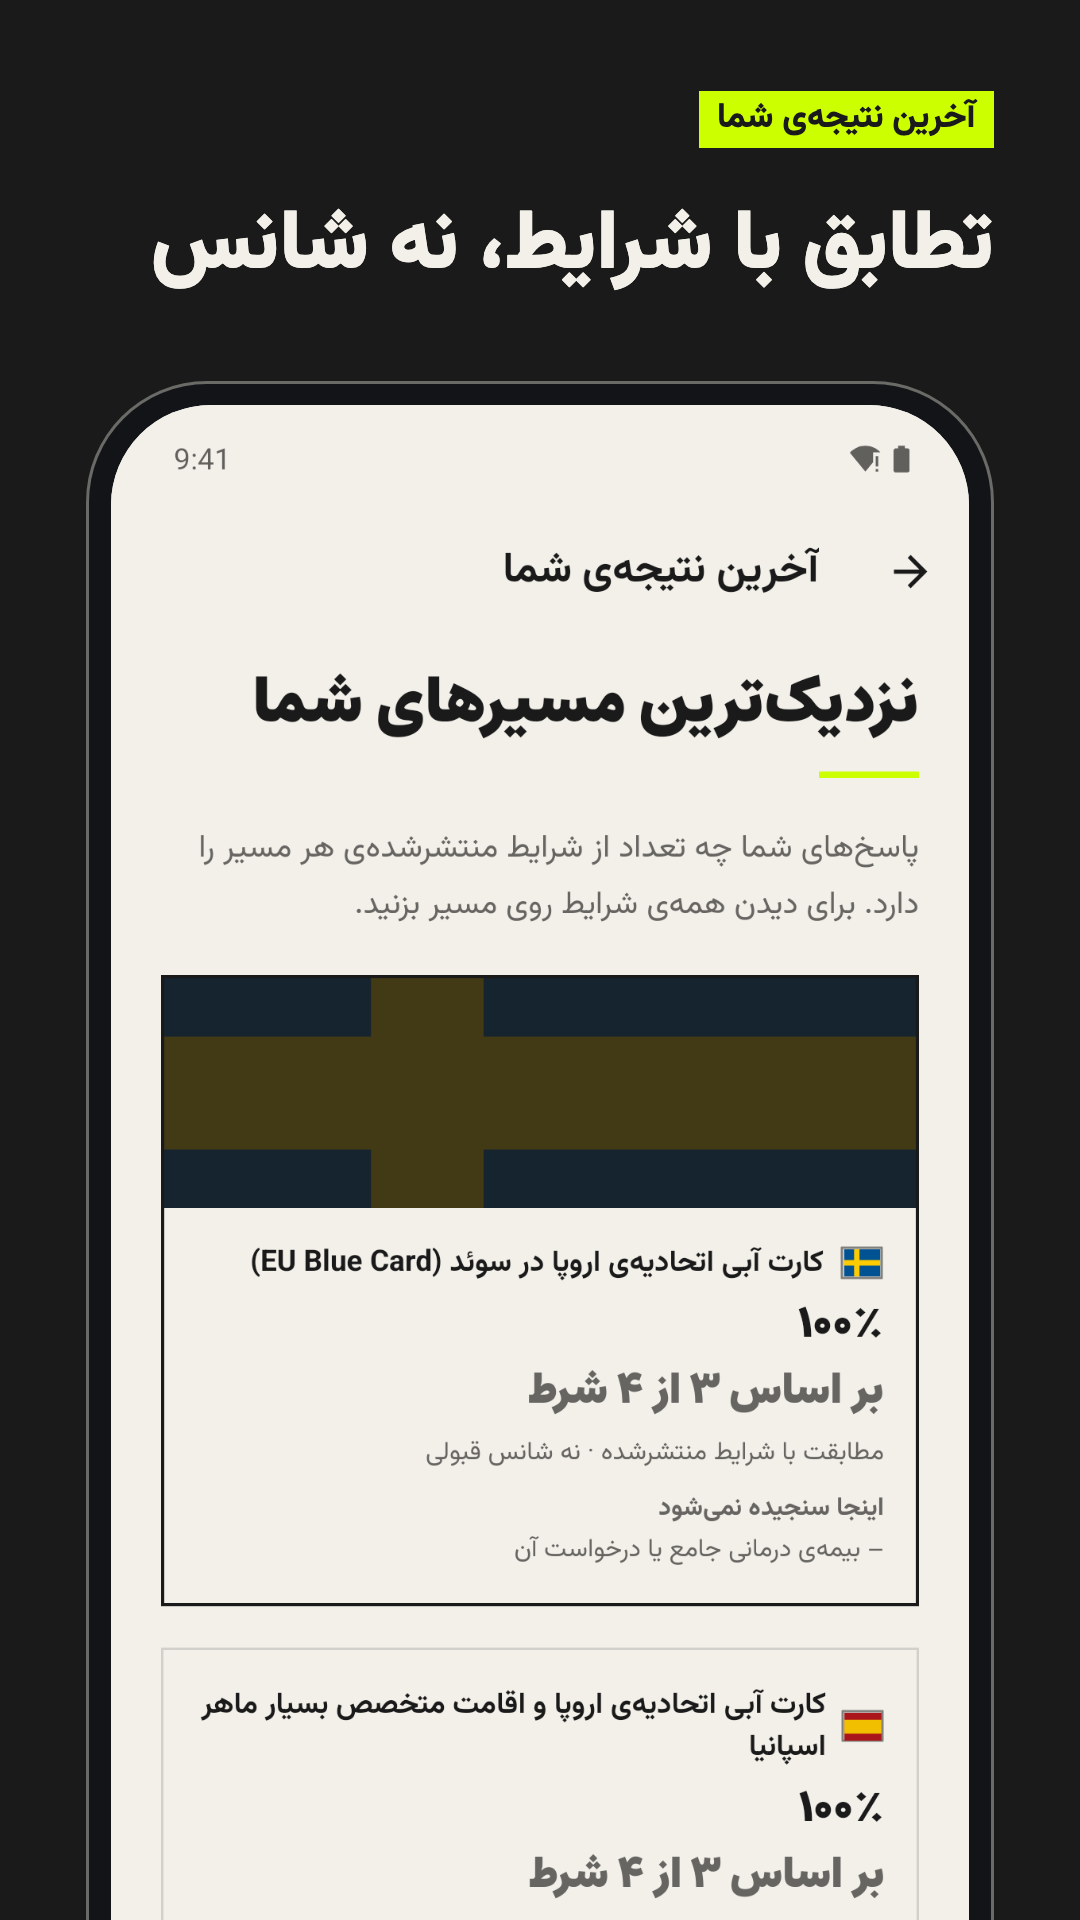 آخرین نتیجه‌ی شما
تطابق با شرایط، نه شانس
9:41
آخرین نتیجه‌ی شما
نزدیک‌ترین مسیرهای شما
پاسخ‌های شما چه تعداد از شرایط منتشرشده‌ی هر مسیر را
دارد. برای دیدن همه‌ی شرایط روی مسیر بزنید.
کارت آبی اتحادیه‌ی اروپا در سوئد (EU Blue Card)
۱۰۰٪
بر اساس ۳ از ۴ شرط
مطابقت با شرایط منتشرشده · نه شانس قبولی
اینجا سنجیده نمی‌شود
– بیمه‌ی درمانی جامع یا درخواست آن
کارت آبی اتحادیه‌ی اروپا و اقامت متخصص بسیار ماهر
اسپانیا
۱۰۰٪
بر اساس ۳ از ۴ شرط